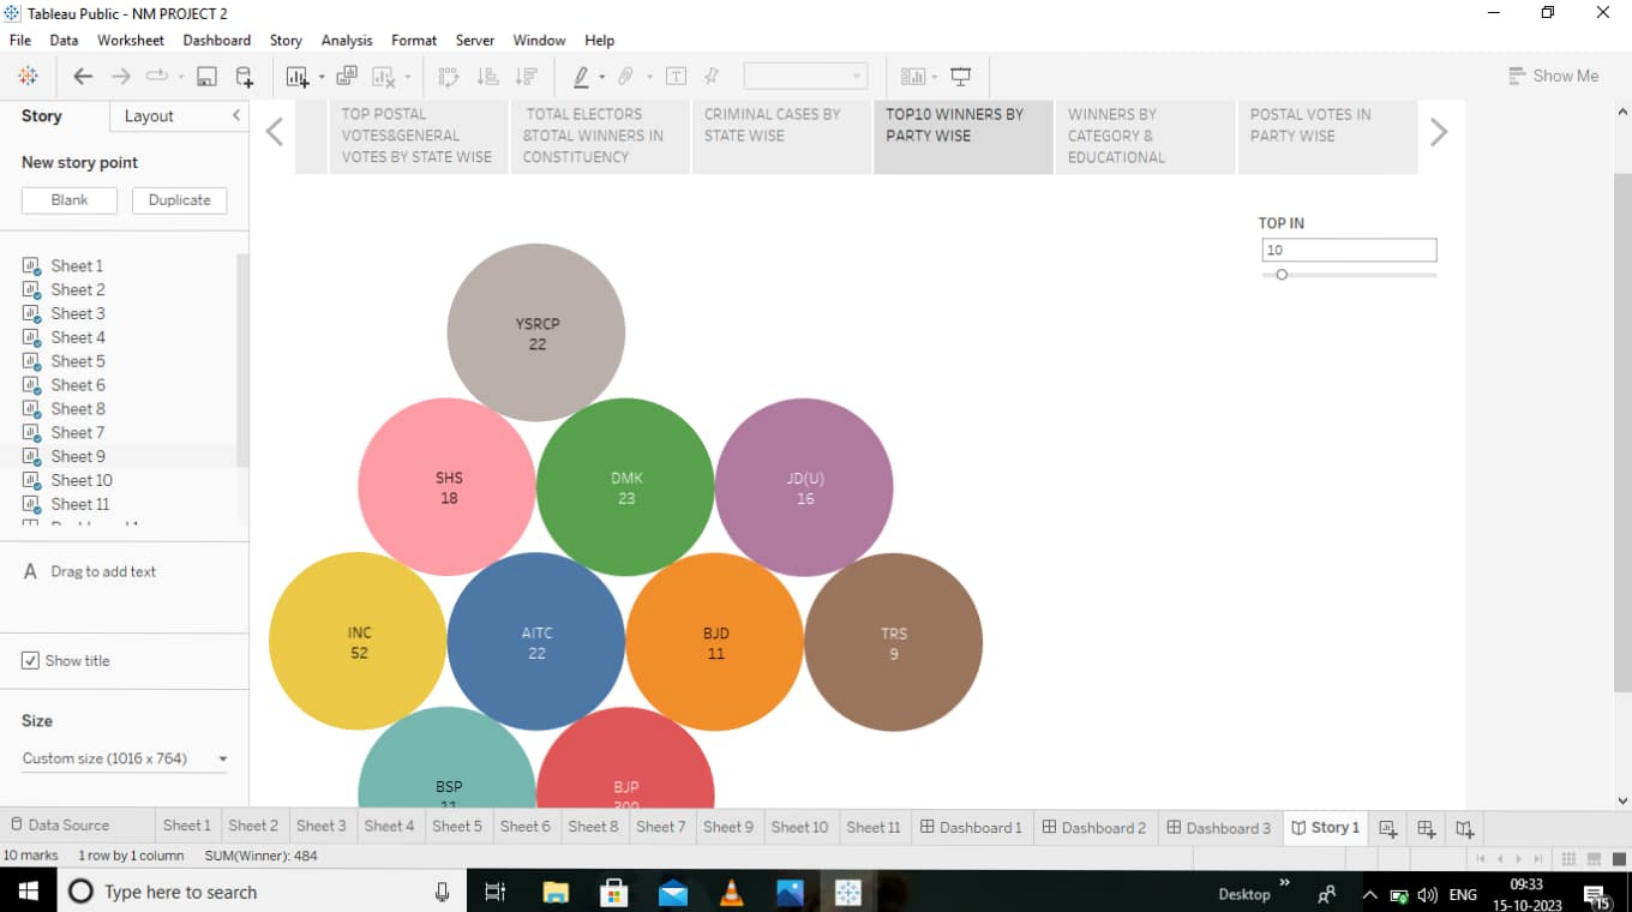 Tableau Public - NM PROJECT 2
File Data Worksheet Dashboard Story Analysis Format Server Window Help
Show Me
Story
Layout
New story point
Blank
Duplicate
Sheet 1
Sheet 2
Sheet 3
Sheet 4
Sheet 5
Sheet 6
Sheet 8
Sheet 7
Sheet 9
Sheet 10
Sheet 11
A Drag to add text
Show title
Size
Custom size (1016 x 764)
TOP POSTAL
VOTES&GENERAL
VOTES BY STATE WISE
TOTAL ELECTORS
&TOTAL WINNERS IN
CONSTITUENCY
CRIMINAL CASES BY
STATE WISE
TOP10 WINNERS BY
PARTY WISE
WINNERS BY
CATEGORY &
EDUCATIONAL
POSTAL VOTES IN
PARTY WISE
TOP IN
10
YSRCP
22
SHS
18
DMK
23
JD(U)
16
INC
52
AITC
22
BJD
11
TRS
9
BSP
11
BJP
300
Data Source Sheet 1 Sheet 2 Sheet 3 Sheet 4 Sheet 5 Sheet 6 Sheet 8 Sheet 7 Sheet 9 Sheet 10 Sheet 11 Dashboard 1 Dashboard 2 Dashboard 3 Story 1
10 marks 1 row by 1 column SUM(Winner): 484
Type here to search
Desktop
ENG
09:33
15-10-2023
15